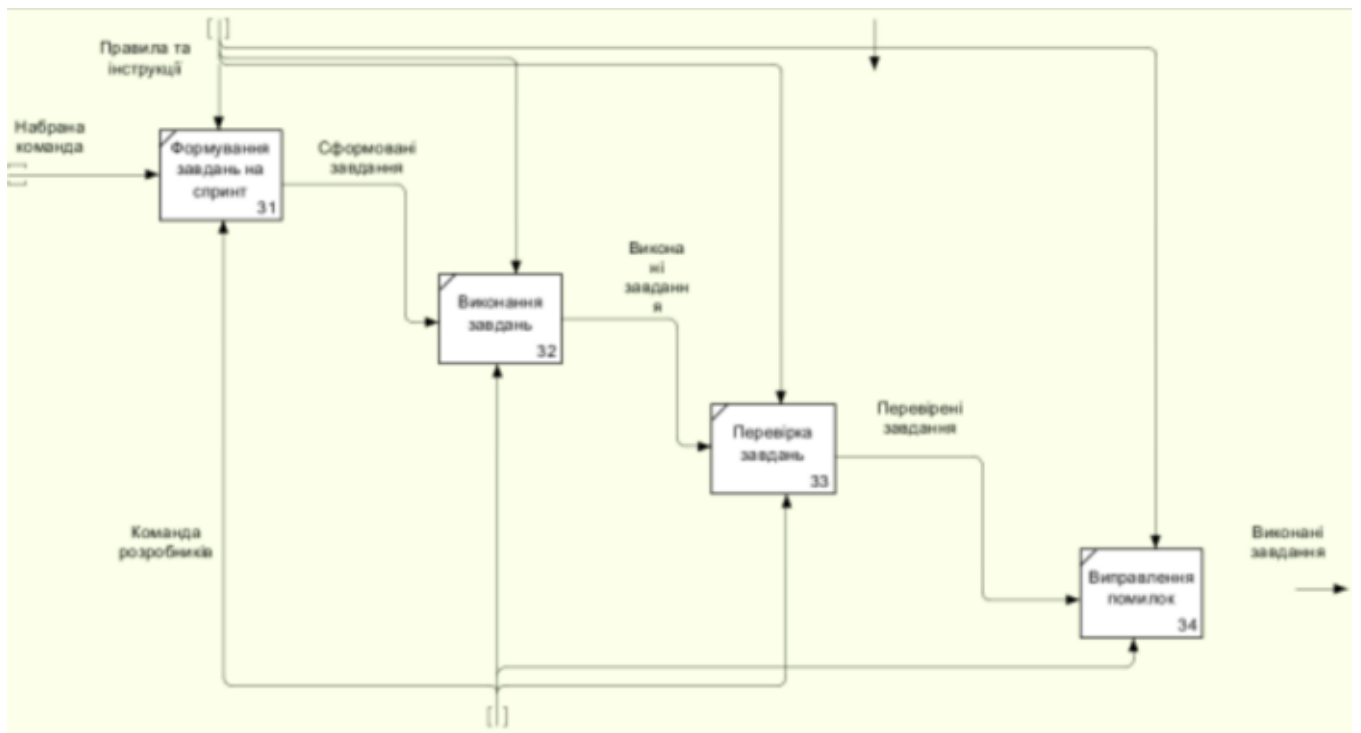 Правила та
інструкції
Набрана
команда
Формування
завдань на
спринт
31
Сформовані
завдання
Викона
ні
завданн
я
Виконання
завдань
32
Перевірка
завдань
33
Перевірені
завдання
Команда
розробників
Виправлення
помилок
34
Виконані
завдання